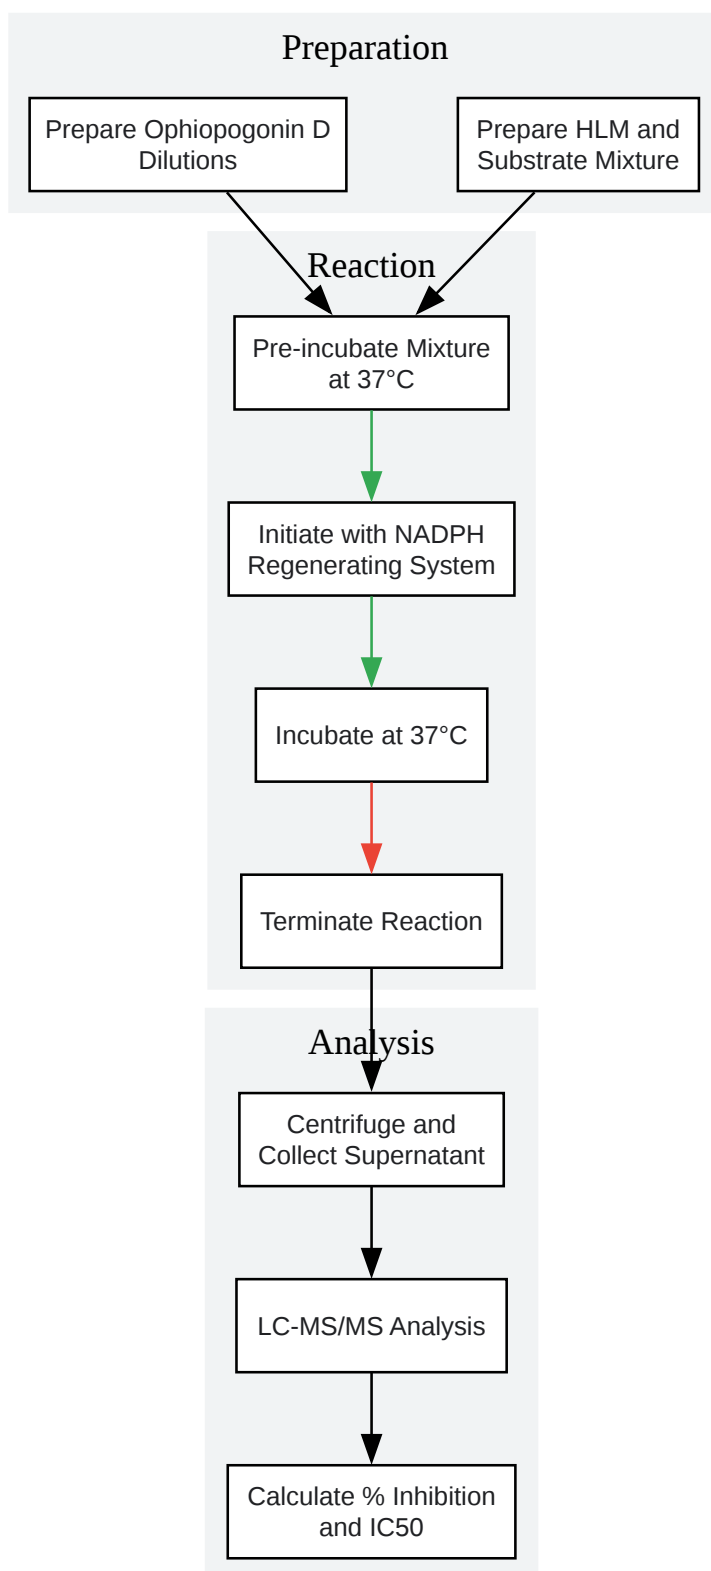 Preparation
Prepare Ophiopogonin D
Dilutions
Prepare HLM and
Substrate Mixture
Reaction
Pre-incubate Mixture
at 37°C
Initiate with NADPH
Regenerating System
Incubate at 37°C
Terminate Reaction
Analysis
Centrifuge and
Collect Supernatant
LC-MS/MS Analysis
Calculate % Inhibition
and IC50